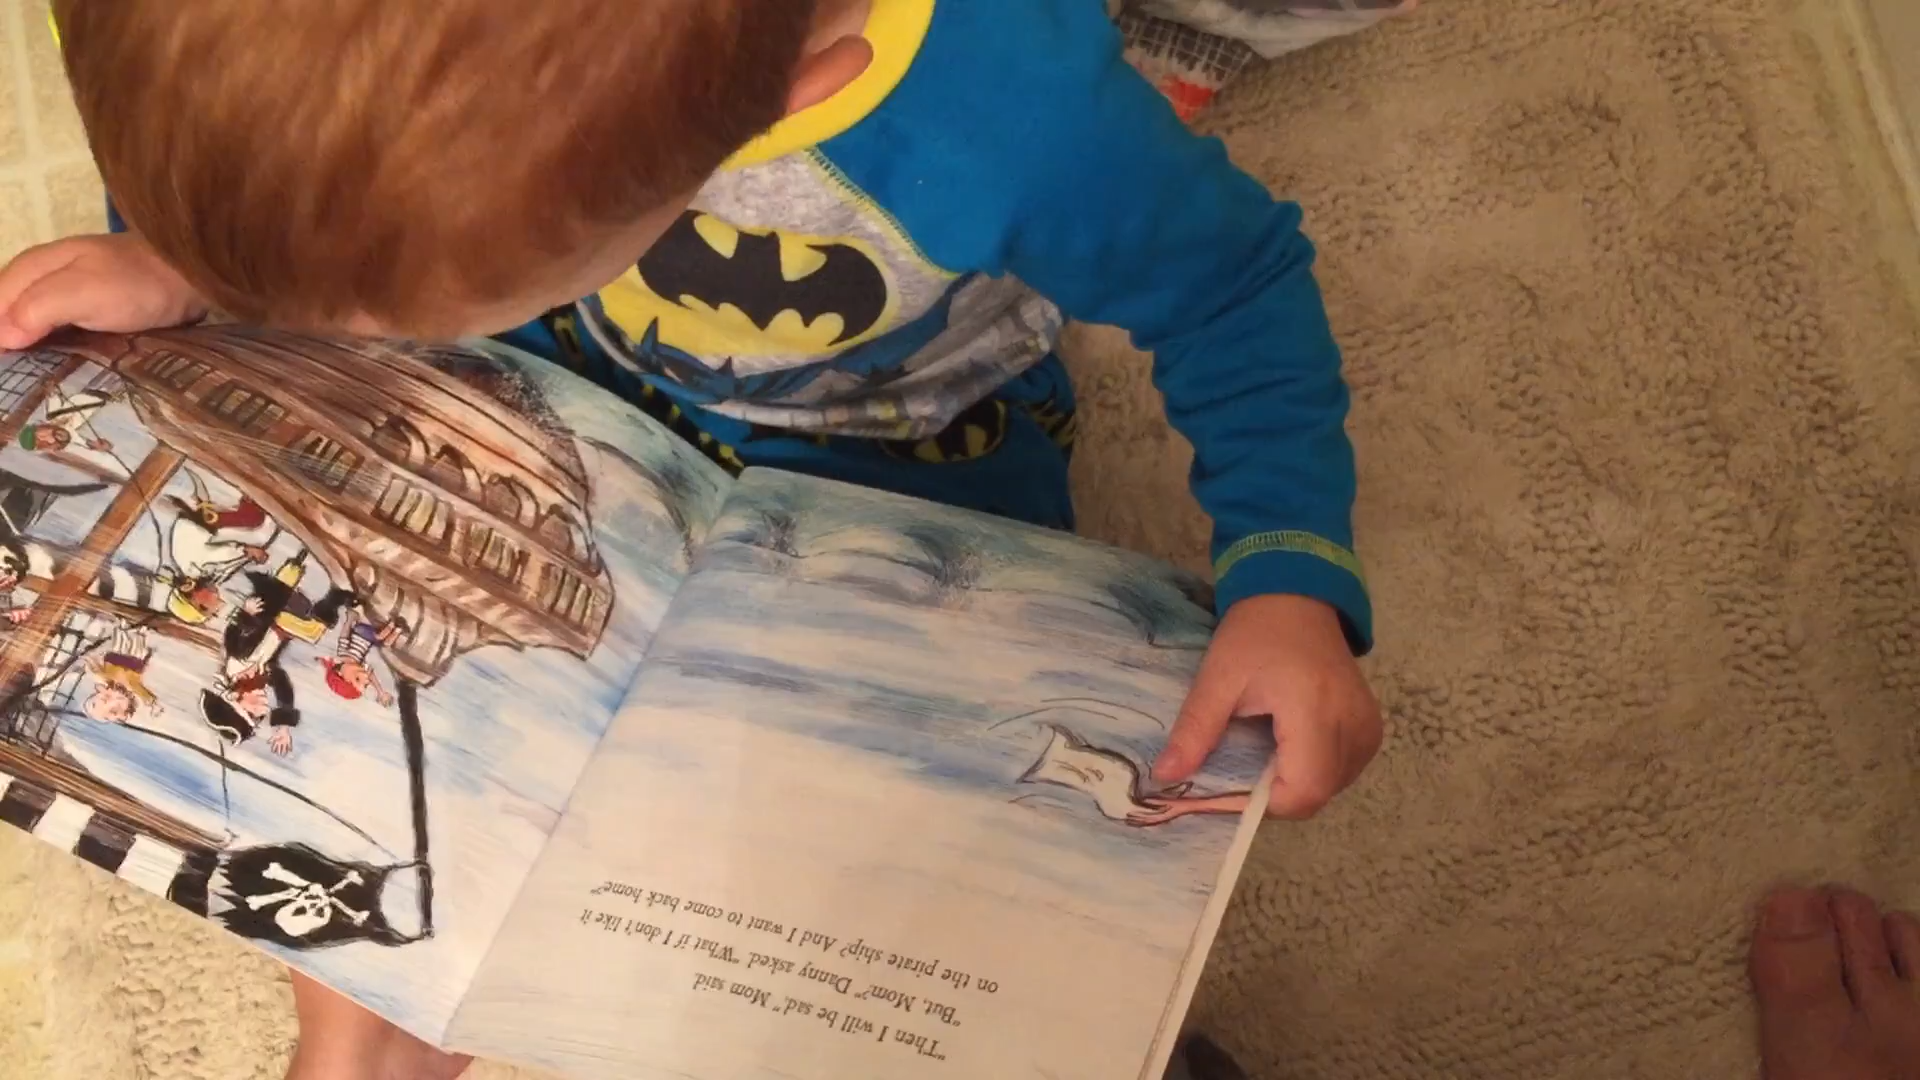 "Then I will be sad," Mom said.
"But, Mom?" Danny asked. "What if I don't like it
on the pirate ship? And I want to come back home?"